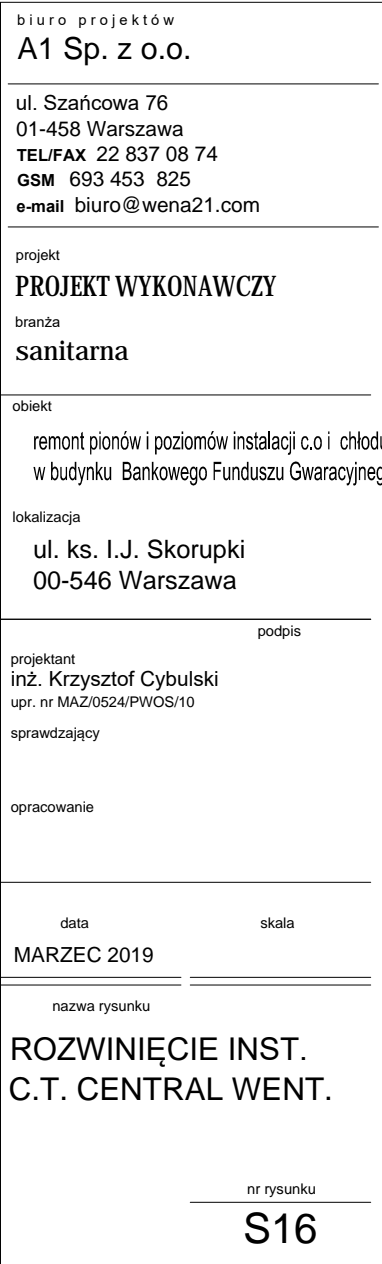 biuro projektów
A1 Sp. z o.o.
ul. Szańcowa 76
01-458 Warszawa
TEL/FAX 22 837 08 74
GSM 693 453 825
e-mail biuro@wena21.com
projekt
PROJEKT WYKONAWCZY
branża
sanitarna
obiekt
remont pionów i poziomów instalacji c.o i chłodu
w budynku Bankowego Funduszu Gwaracyjneg
lokalizacja
ul. ks. I.J. Skorupki
00-546 Warszawa
podpis
projektant
inż. Krzysztof Cybulski
upr. nr MAZ/0524/PWOS/10
sprawdzający
opracowanie
data skala
MARZEC 2019
nazwa rysunku
ROZWINIĘCIE INST.
C.T. CENTRAL WENT.
nr rysunku
S16